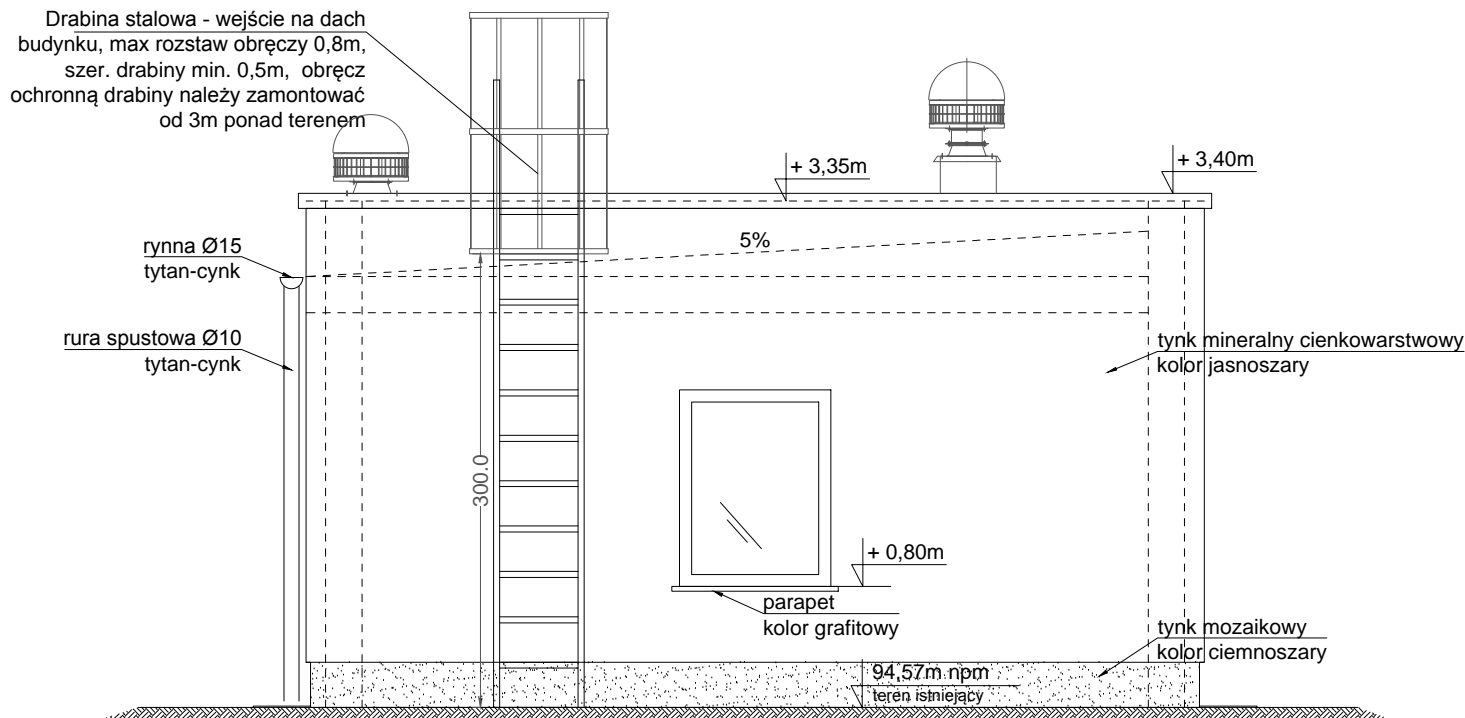 Drabina stalowa - wejście na dach
budynku, max rozstaw obręczy 0,8m,
szer. drabiny min. 0,5m, obręcz
ochronną drabiny należy zamontować
od 3m ponad terenem
+ 3,35m
+ 3,40m
5%
rynna Ø15
tytan-cynk
rura spustowa Ø10
tytan-cynk
tynk mineralny cienkowarstwowy
kolor jasnoszary
300.0
+ 0,80m
parapet
kolor grafitowy
tynk mozaikowy
kolor ciemnoszary
94,57m npm
teren istniejący